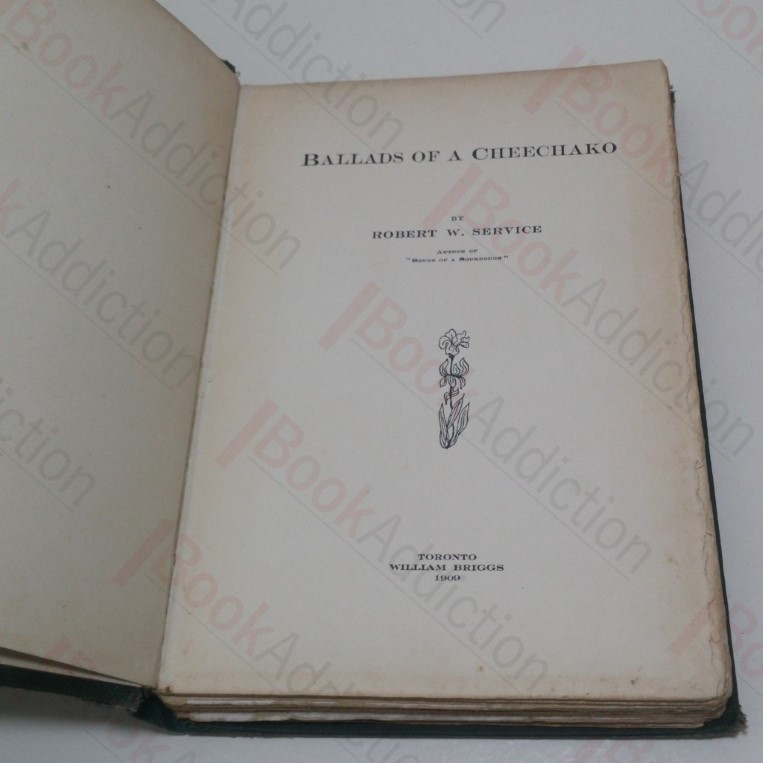 BALLADS OF A CHEECHAKO
BY
ROBERT W. SERVICE
AUTHOR OF
"SONGS OF A SOURDOUGH"
TORONTO
WILLIAM BRIGGS
1909
BookAddiction